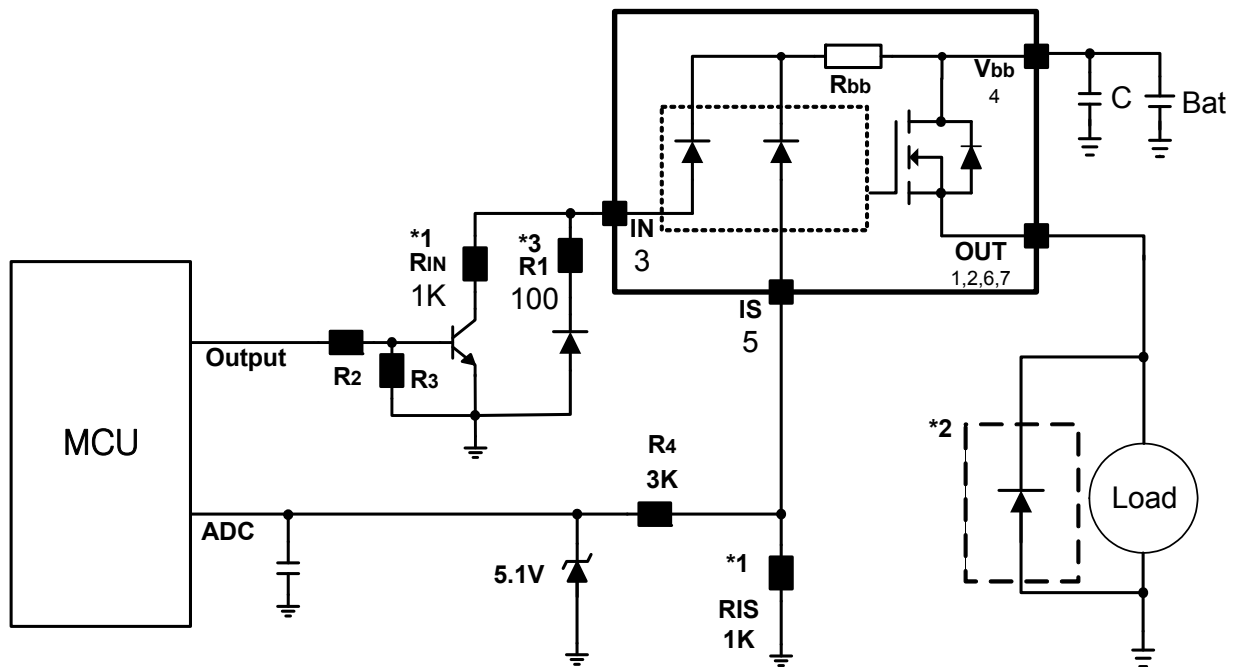 Rbb
Vbb
4
C
Bat
*1
RIN
1K
*3
R1
100
IN
3
OUT
1,2,6,7
IS
5
MCU
Output
R2
R3
ADC
R4
3K
5.1V
*1
RIS
1K
*2
Load